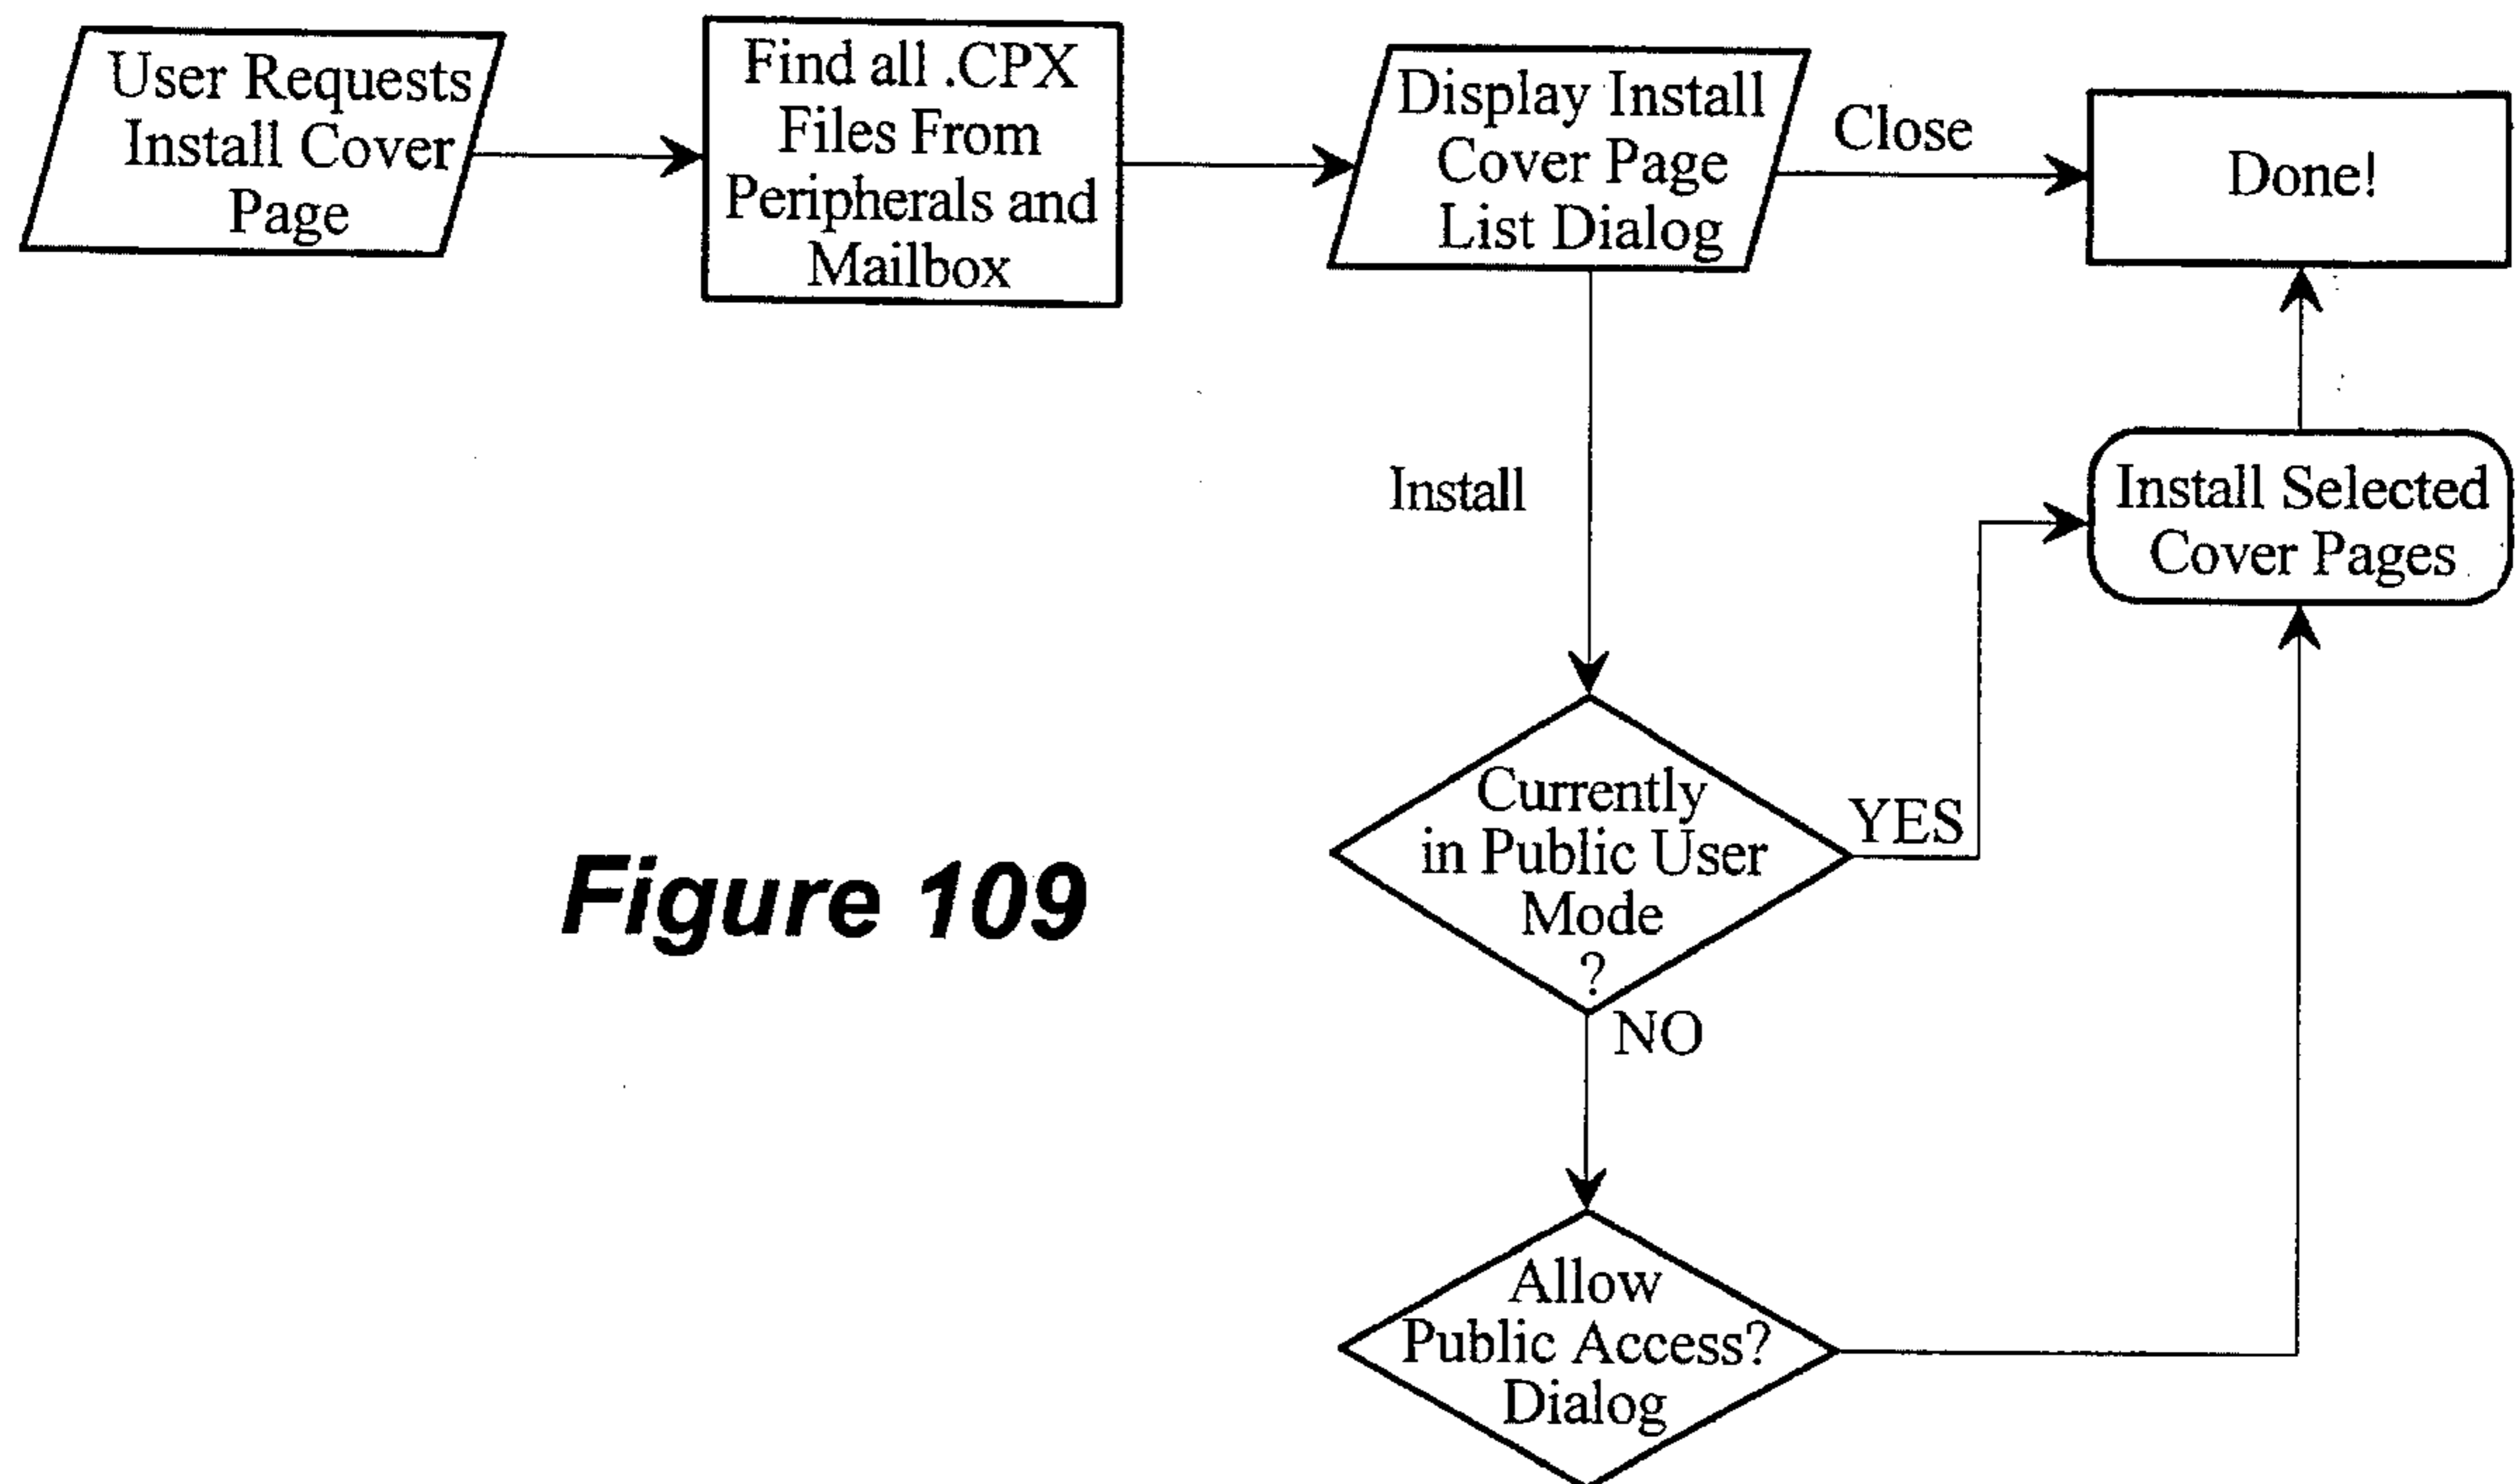 User Requests
Install Cover
Page
Find all .CPX
Files From
Peripherals and
Mailbox
Display Install
Cover Page
List Dialog
Close
Done!
Install
Install Selected
Cover Pages
Currently
in Public User
Mode
?
YES
NO
Allow
Public Access?
Dialog
Figure 109